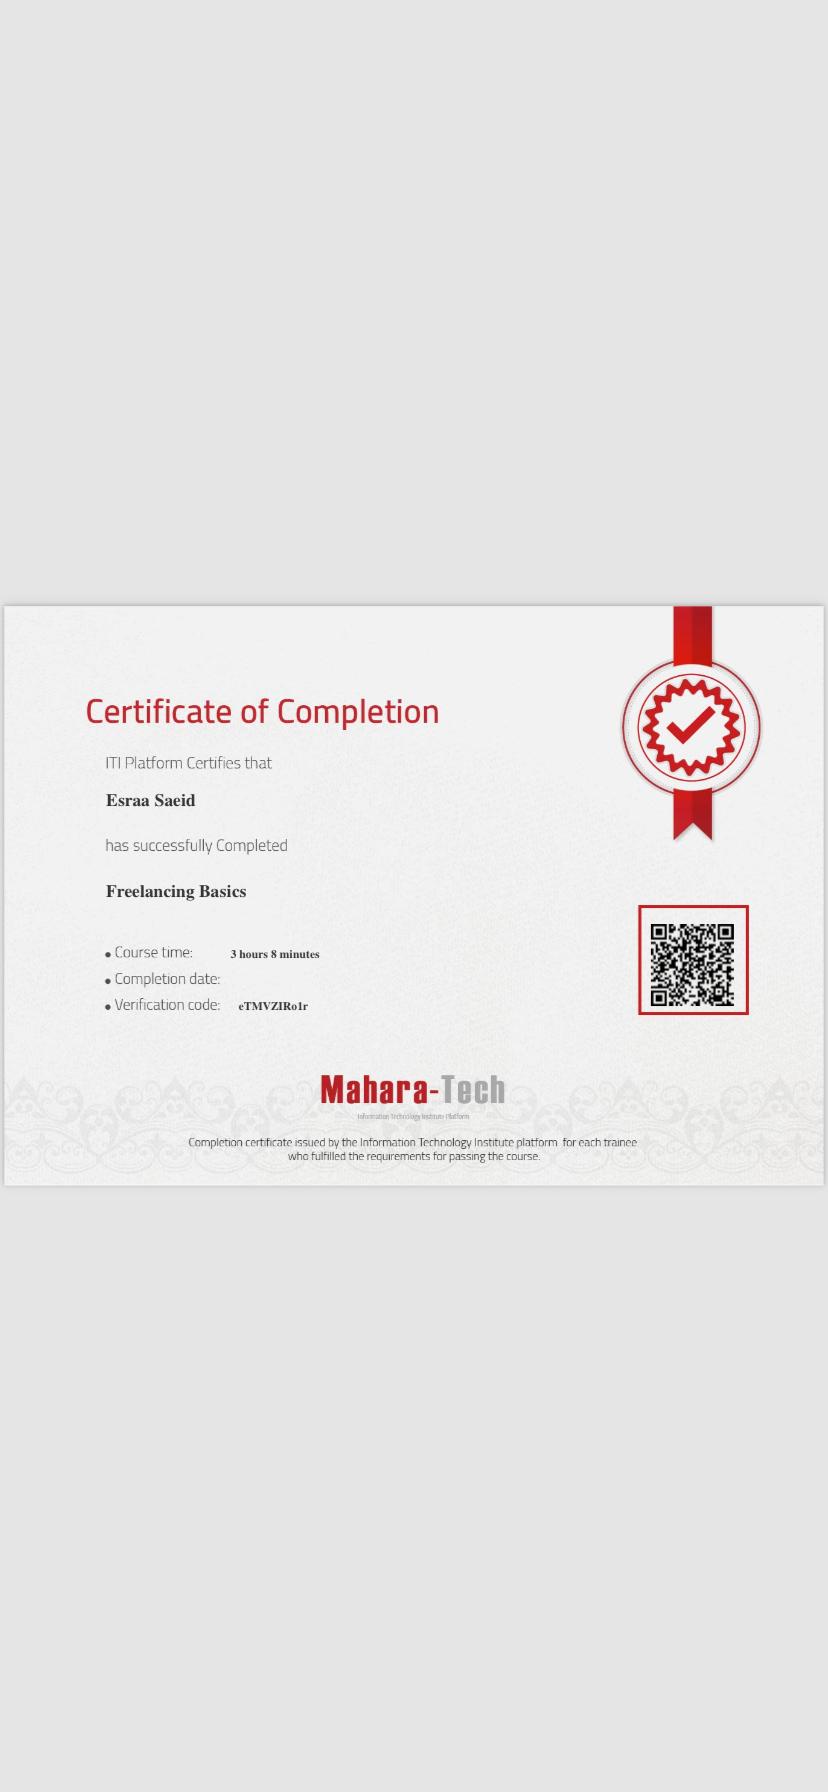 Certificate of Completion
ITI Platform Certifies that
Esraa Saeid
has successfully Completed
Freelancing Basics
• Course time: 3 hours 8 minutes
• Completion date:
• Verification code: eTMVZIRo1r
Mahara-Tech
Information Technology Institute Platform
Completion certificate issued by the Information Technology Institute platform for each trainee
who fulfilled the requirements for passing the course.